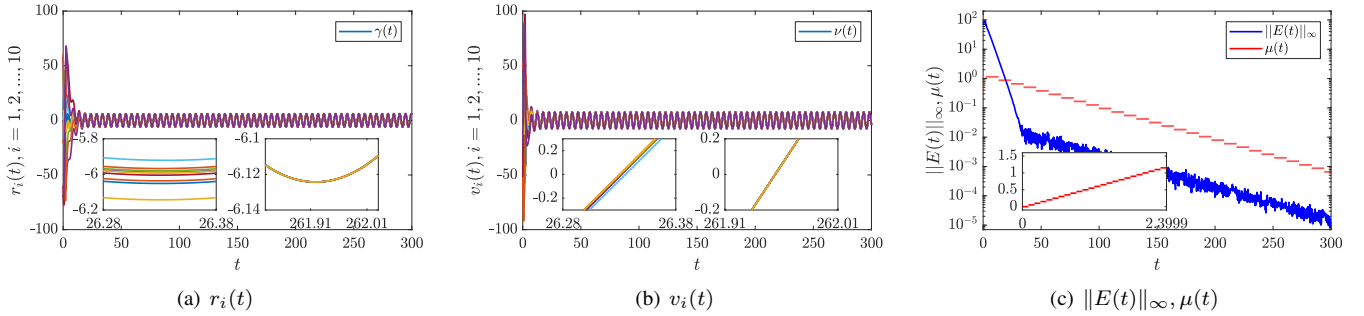 100
50
0
-50
-100
r_i(t), i = 1, 2, ..., 10
γ(t)
-5.8
-6
-6.2
26.28 26.38
-6.1
-6.12
-6.14
261.91 262.01
0 50 100 150 200 250 300
t
(a) r_i(t)
100
50
0
-50
-100
v_i(t), i = 1, 2, ..., 10
ν(t)
0.2
0
-0.2
26.28 26.38
0.2
0
-0.2
261.91 262.01
0 50 100 150 200 250 300
t
(b) v_i(t)
10^2
10^1
10^0
10^-1
10^-2
10^-3
10^-4
10^-5
||E(t)||_∞, μ(t)
||E(t)||_∞
μ(t)
1.5
1
0.5
0
0 2.3999
0 50 100 150 200 250 300
t
(c) ||E(t)||_∞, μ(t)